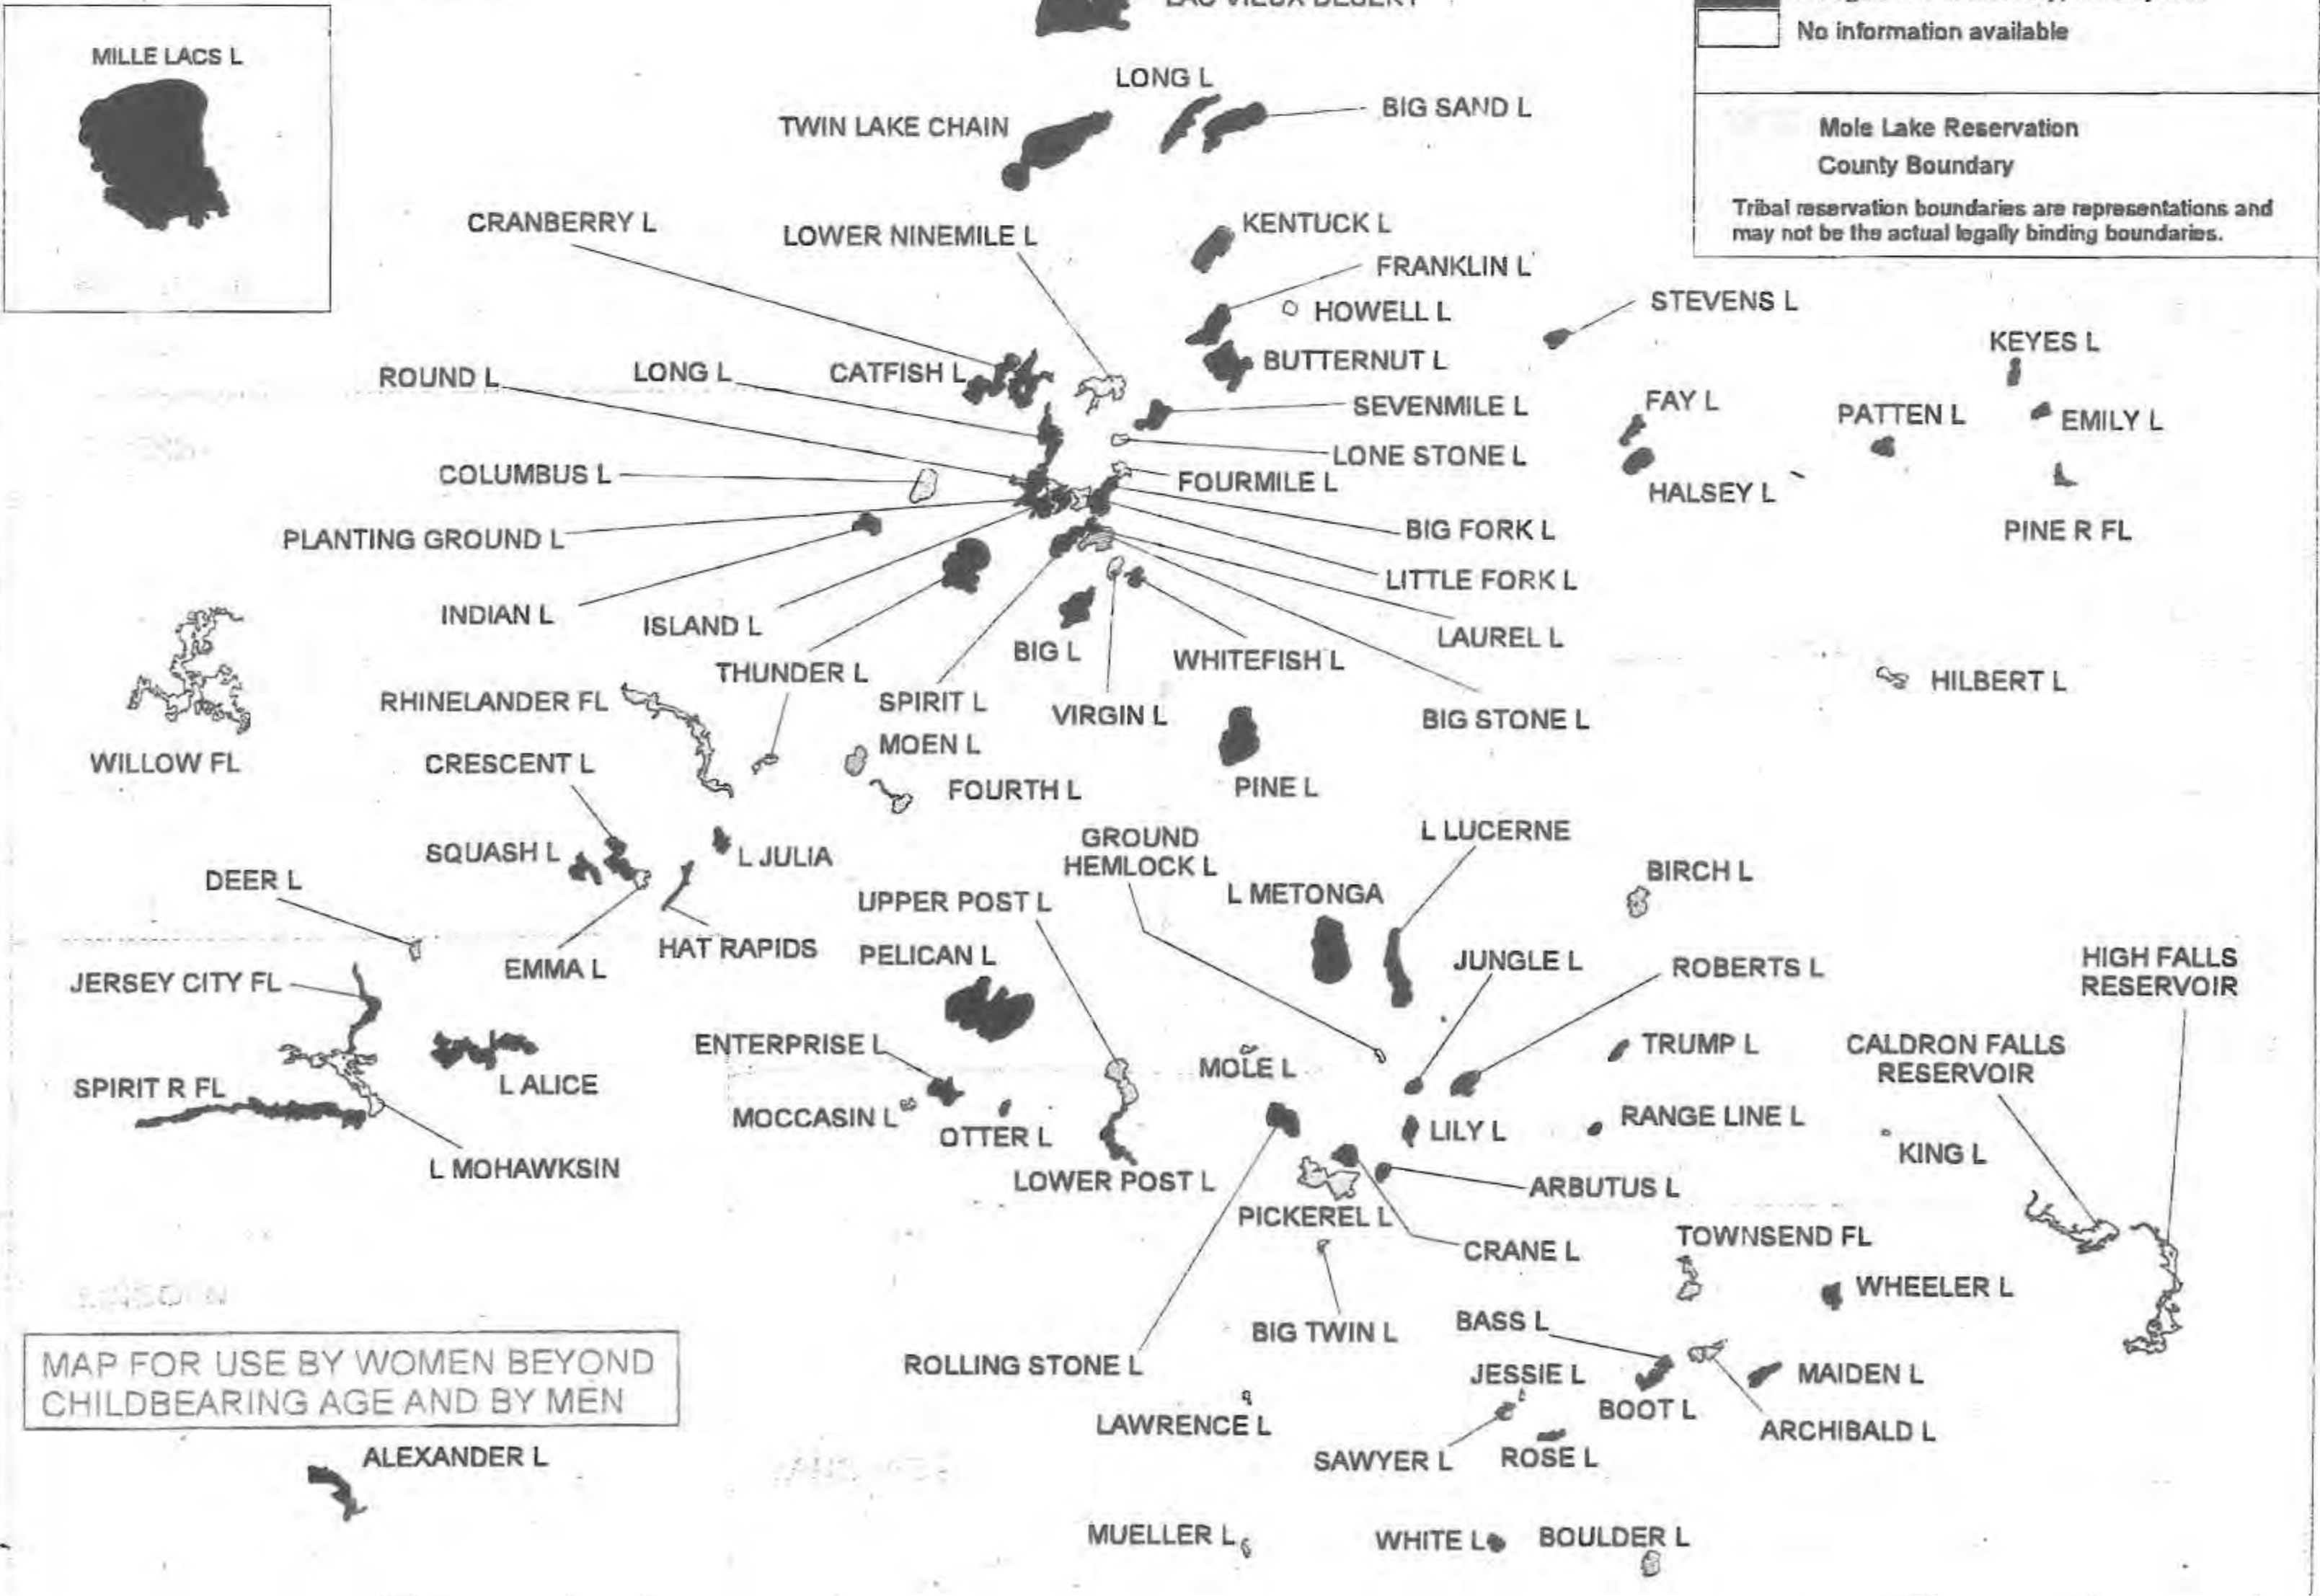 MILLE LACS L
LAC VIEUX DESERT
No information available
Mole Lake Reservation
County Boundary
Tribal reservation boundaries are representations and
may not be the actual legally binding boundaries.
LONG L
BIG SAND L
TWIN LAKE CHAIN
CRANBERRY L
LOWER NINEMILE L
KENTUCK L
FRANKLIN L
HOWELL L
STEVENS L
KEYES L
BUTTERNUT L
ROUND L
LONG L
CATFISH L
SEVENMILE L
FAY L
PATTEN L
EMILY L
LONE STONE L
COLUMBUS L
FOURMILE L
HALSEY L
PLANTING GROUND L
BIG FORK L
PINE R FL
LITTLE FORK L
INDIAN L
ISLAND L
LAUREL L
BIG L
WHITEFISH L
THUNDER L
HILBERT L
RHINELANDER FL
SPIRIT L
VIRGIN L
BIG STONE L
MOEN L
WILLOW FL
CRESCENT L
FOURTH L
PINE L
L LUCERNE
GROUND
HEMLOCK L
SQUASH L
L JULIA
BIRCH L
DEER L
L METONGA
UPPER POST L
HAT RAPIDS
PELICAN L
EMMA L
JUNGLE L
ROBERTS L
HIGH FALLS
RESERVOIR
JERSEY CITY FL
ENTERPRISE L
MOLE L
TRUMP L
CALDRON FALLS
RESERVOIR
SPIRIT R FL
L ALICE
MOCCASIN L
OTTER L
LILY L
RANGE LINE L
KING L
L MOHAWKSIN
LOWER POST L
ARBUTUS L
PICKEREL L
CRANE L
TOWNSEND FL
WHEELER L
BIG TWIN L
BASS L
MAP FOR USE BY WOMEN BEYOND
CHILDBEARING AGE AND BY MEN
ROLLING STONE L
JESSIE L
MAIDEN L
BOOT L
LAWRENCE L
ARCHIBALD L
ALEXANDER L
SAWYER L
ROSE L
MUELLER L
WHITE L
BOULDER L